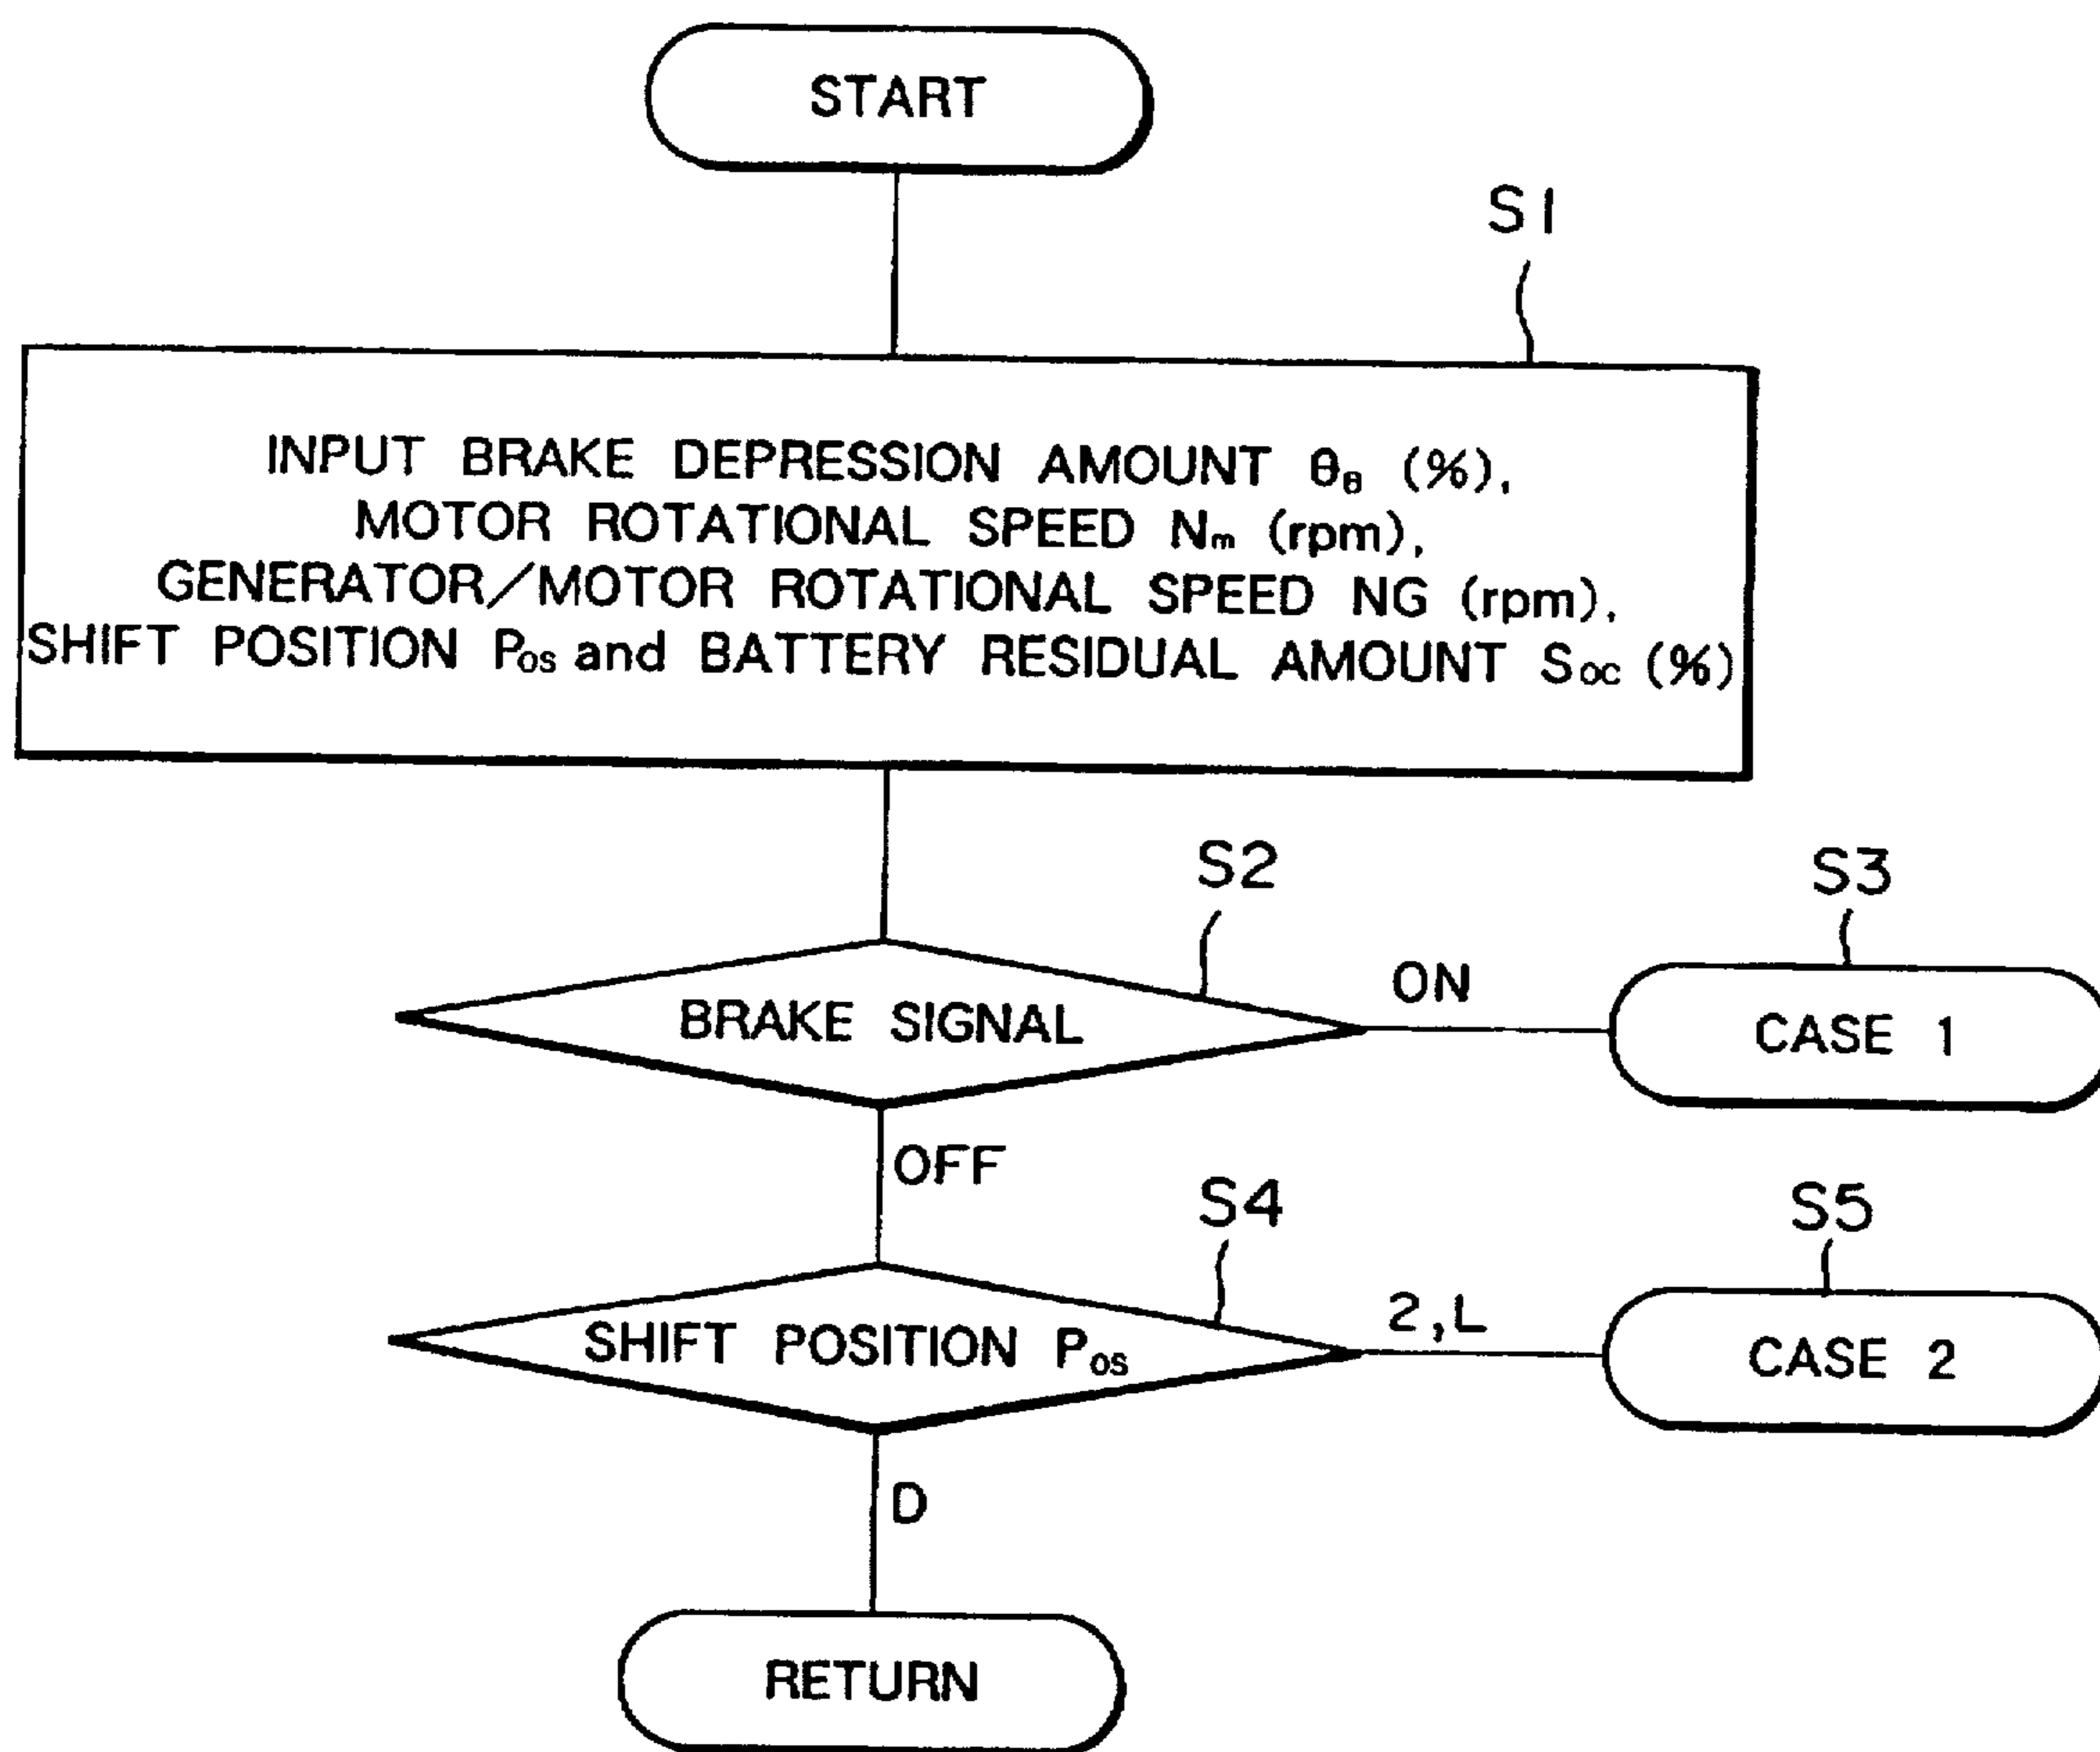 START
S1
INPUT BRAKE DEPRESSION AMOUNT θ_B (%),
MOTOR ROTATIONAL SPEED Nm (rpm),
GENERATOR/MOTOR ROTATIONAL SPEED NG (rpm),
SHIFT POSITION Pos and BATTERY RESIDUAL AMOUNT Soc (%)
S2
S3
BRAKE SIGNAL
ON
CASE 1
OFF
S4
S5
SHIFT POSITION Pos
2,L
CASE 2
D
RETURN